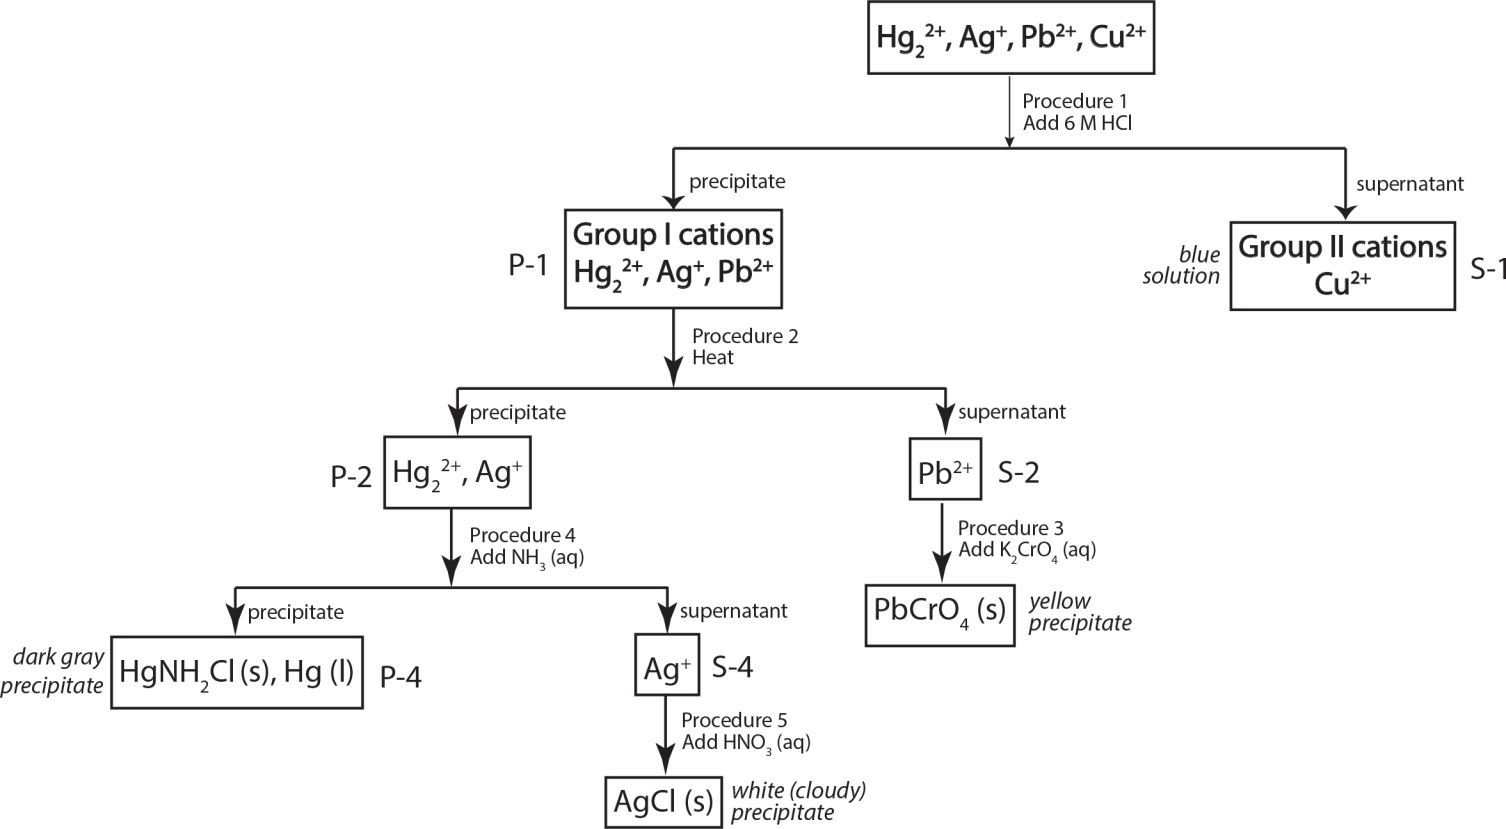 Hg₂²⁺, Ag⁺, Pb²⁺, Cu²⁺
Procedure 1
Add 6 M HCl
precipitate
supernatant
P-1
Group I cations
Hg₂²⁺, Ag⁺, Pb²⁺
blue
solution
Group II cations
Cu²⁺
S-1
Procedure 2
Heat
precipitate
supernatant
P-2
Hg₂²⁺, Ag⁺
Pb²⁺
S-2
Procedure 4
Add NH₃ (aq)
Procedure 3
Add K₂CrO₄ (aq)
precipitate
supernatant
PbCrO₄ (s)
yellow
precipitate
dark gray
precipitate
HgNH₂Cl (s), Hg (l)
P-4
Ag⁺
S-4
Procedure 5
Add HNO₃ (aq)
AgCl (s)
white (cloudy)
precipitate